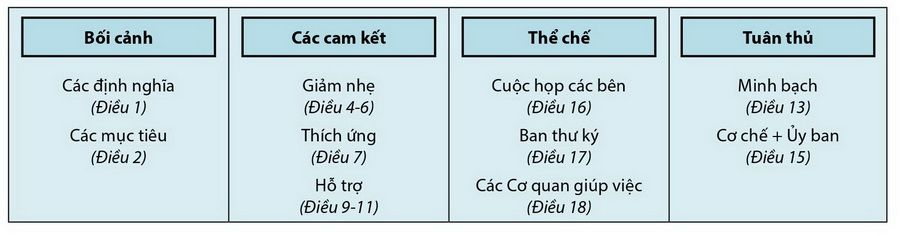 Bối cảnh
Các định nghĩa
(Điều 1)
Các mục tiêu
(Điều 2)
Các cam kết
Giảm nhẹ
(Điều 4-6)
Thích ứng
(Điều 7)
Hỗ trợ
(Điều 9-11)
Thể chế
Cuộc họp các bên
(Điều 16)
Ban thư ký
(Điều 17)
Các Cơ quan giúp việc
(Điều 18)
Tuân thủ
Minh bạch
(Điều 13)
Cơ chế + Ủy ban
(Điều 15)